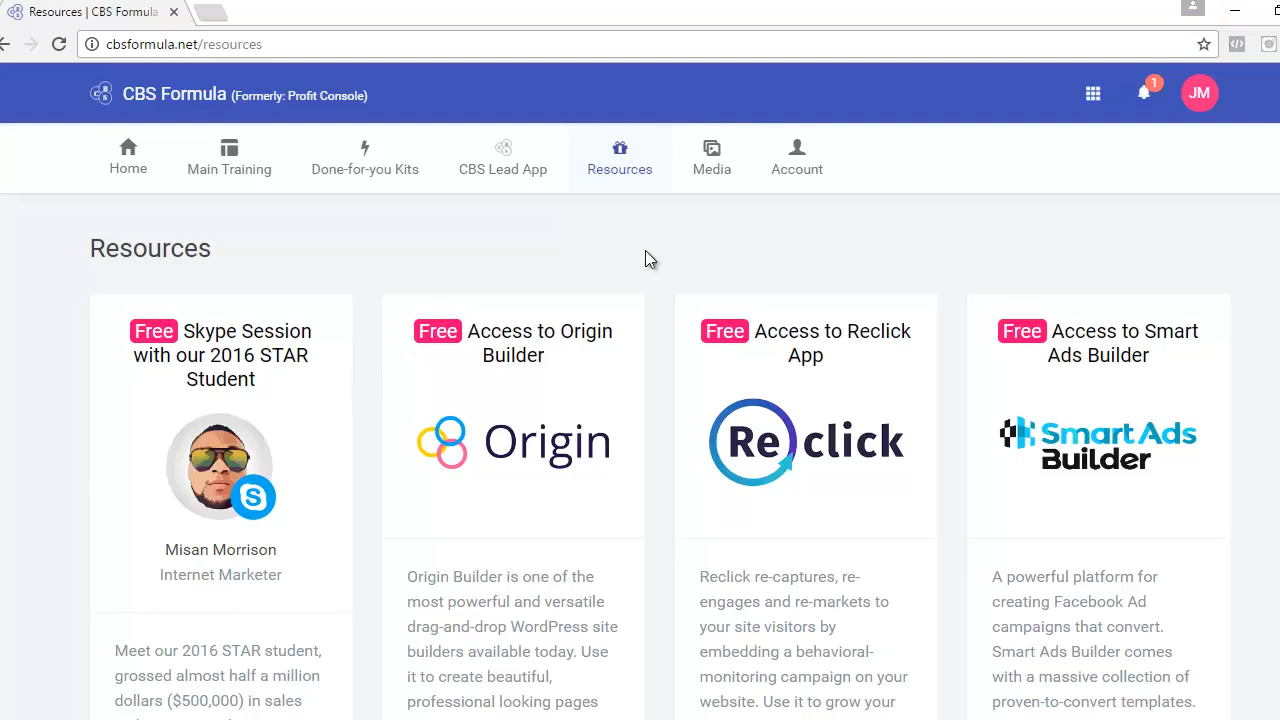 Resources | CBS Formula
cbsformula.net/resources
CBS Formula (Formerly: Profit Console)
1
JM
Home
Main Training
Done-for-you Kits
CBS Lead App
Resources
Media
Account
Resources
Free Skype Session
with our 2016 STAR
Student
Misan Morrison
Internet Marketer
Meet our 2016 STAR student,
grossed almost half a million
dollars ($500,000) in sales
Free Access to Origin
Builder
Origin
Origin Builder is one of the
most powerful and versatile
drag-and-drop WordPress site
builders available today. Use
it to create beautiful,
professional looking pages
Free Access to Reclick
App
Reclick
Reclick re-captures, re-
engages and re-markets to
your site visitors by
embedding a behavioral-
monitoring campaign on your
website. Use it to grow your
Free Access to Smart
Ads Builder
Smart Ads
Builder
A powerful platform for
creating Facebook Ad
campaigns that convert.
Smart Ads Builder comes
with a massive collection of
proven-to-convert templates.